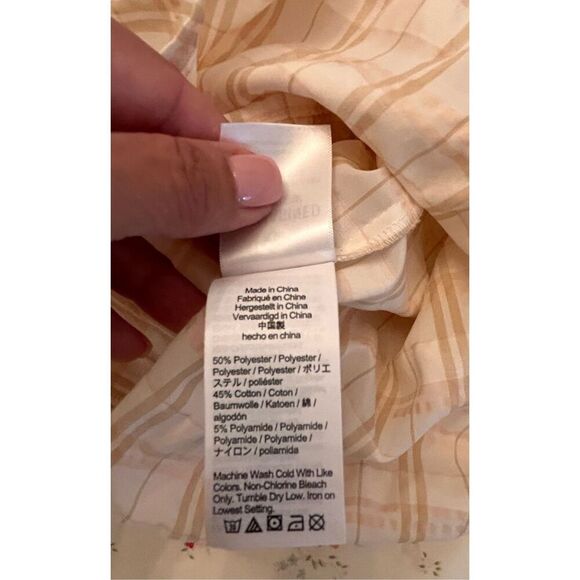 Made in China
Fabriqué en Chine
Hergestellt in China
Vervaardigd in China
中国製
hecho en china
50% Polyester / Polyester /
Polyester / Polyester / ポリエ
ステル / poliéster
45% Cotton / Coton /
Baumwolle / Katoen / 綿 /
algodón
5% Polyamide / Polyamide /
Polyamide / Polyamide /
ナイロン / poliamida
Machine Wash Cold With Like
Colors. Non-Chlorine Bleach
Only. Tumble Dry Low. Iron on
Lowest Setting.